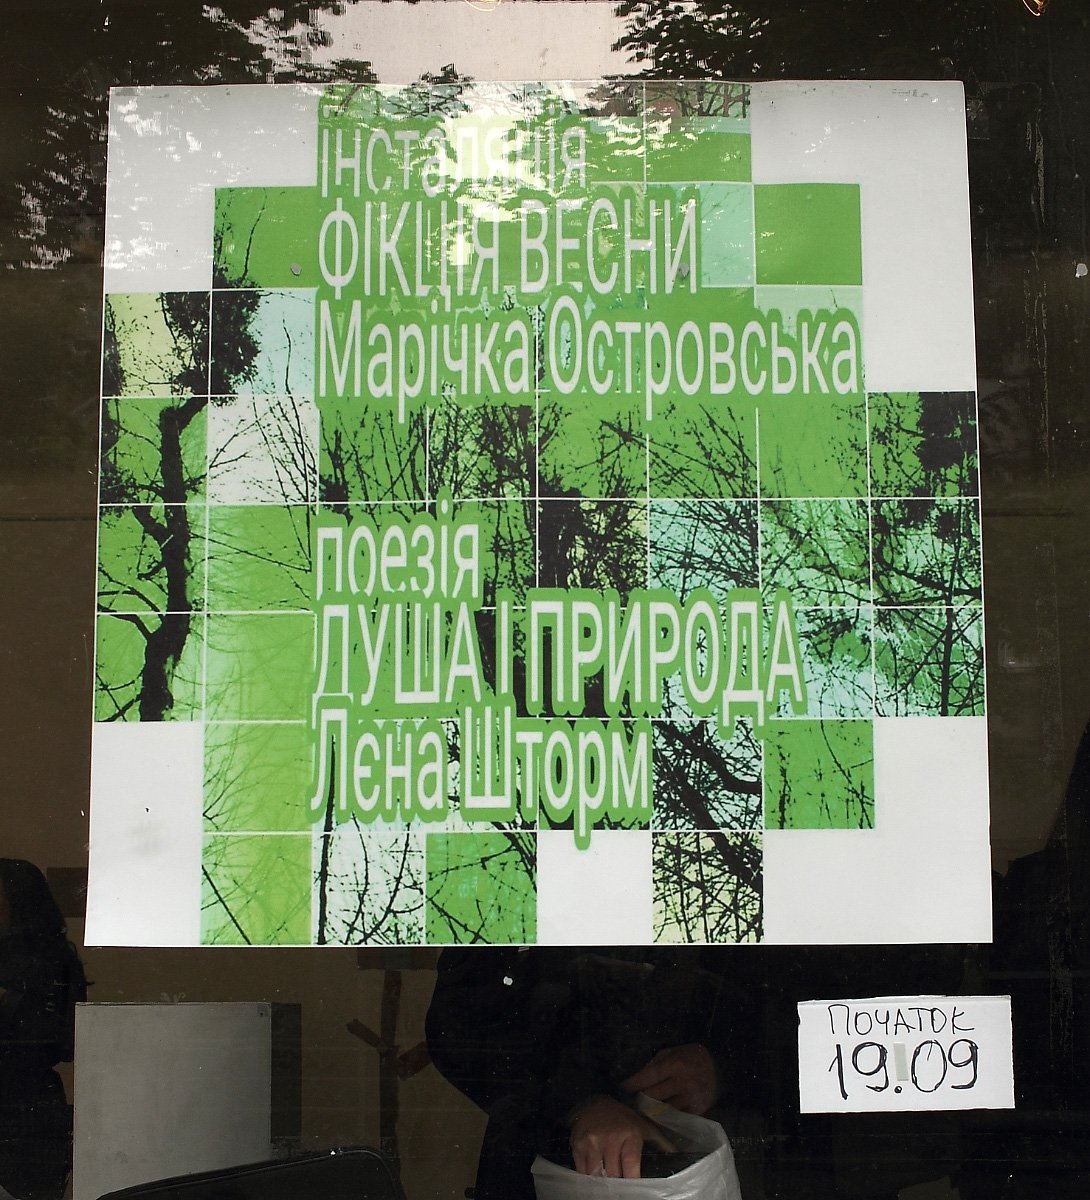 інсталяція
ФІКЦІЯ ВЕСНИ
Марічка Островська
поезія
ДУША І ПРИРОДА
Лєна Шторм
ПОЧАТОК
19.09